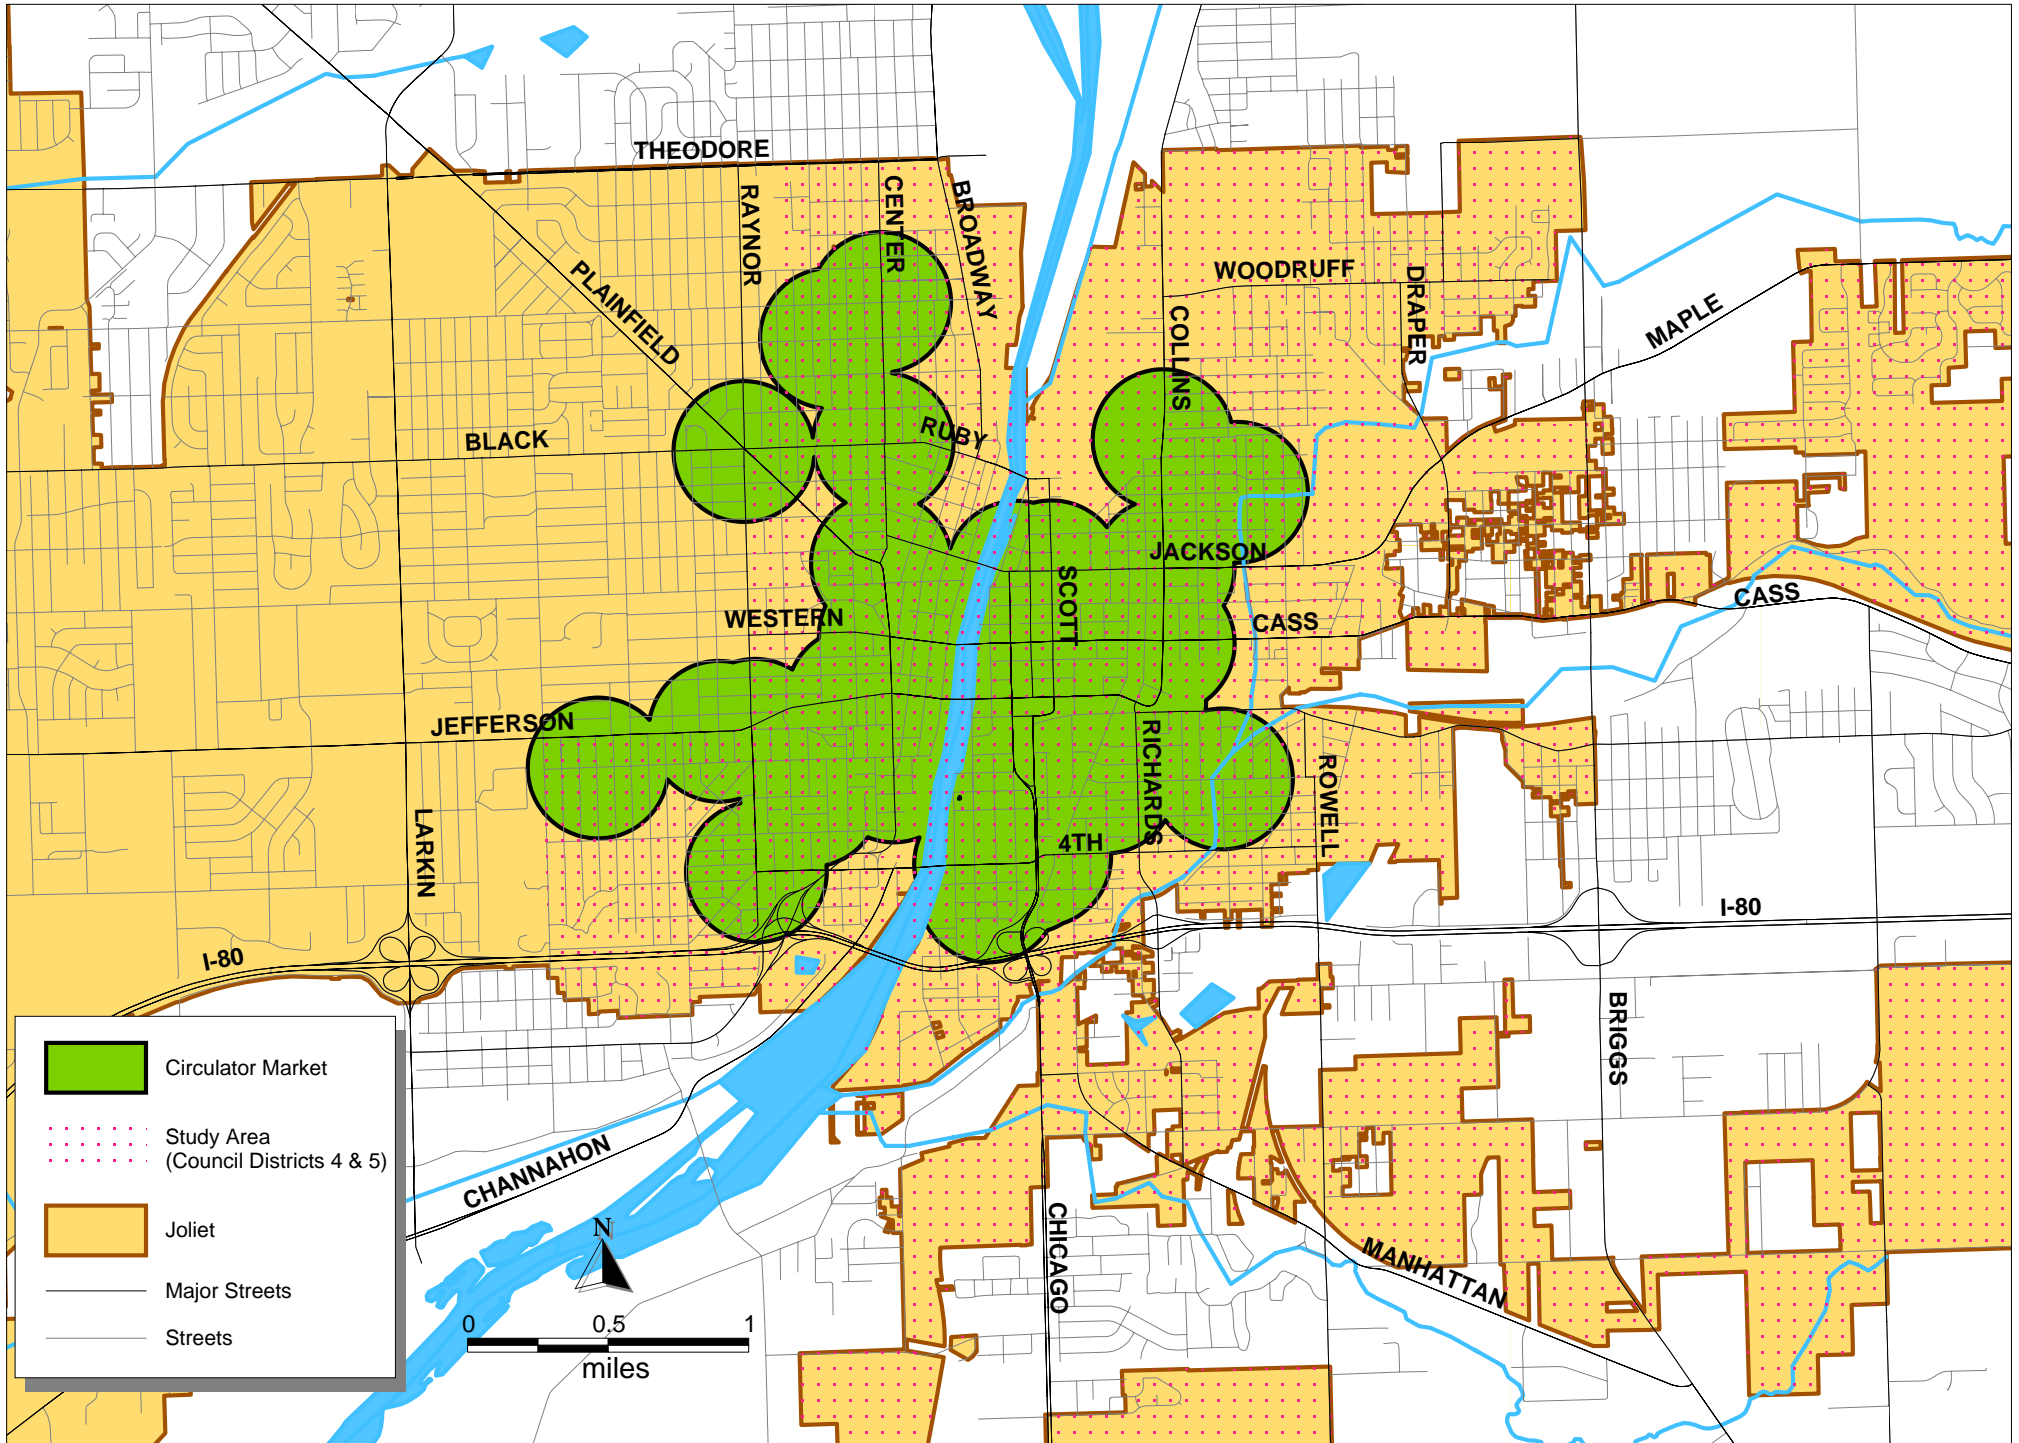 THEODORE
RAYNOR
CENTER
BROADWAY
PLAINFIELD
WOODRUFF
DRAPER
MAPLE
COLLINS
BLACK
RUBY
JACKSON
SCOTT
WESTERN
CASS
CASS
JEFFERSON
RICHARDS
ROWELL
LARKIN
4TH
I-80
I-80
BRIGGS
CHANNAHON
CHICAGO
MANHATTAN
Circulator Market
Study Area
(Council Districts 4 & 5)
Joliet
Major Streets
Streets
N
0 0.5 1
miles